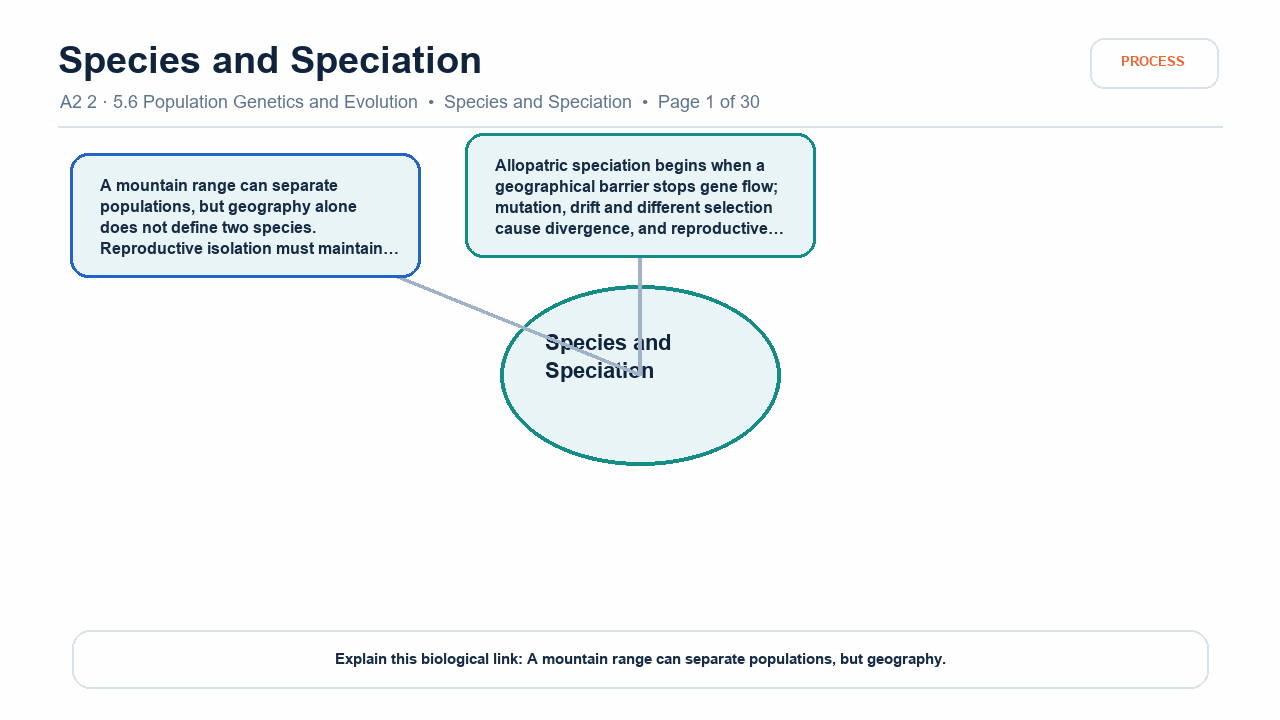 Species and Speciation
PROCESS
A2 2 · 5.6 Population Genetics and Evolution • Species and Speciation • Page 1 of 30
A mountain range can separate
populations, but geography alone
does not define two species.
Reproductive isolation must maintain…
Allopatric speciation begins when a
geographical barrier stops gene flow;
mutation, drift and different selection
cause divergence, and reproductive…
Species and
Speciation
Explain this biological link: A mountain range can separate populations, but geography.